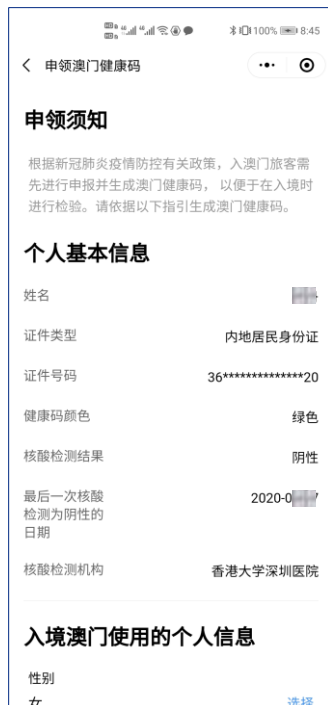 100% 8:45
申领澳门健康码
申领须知
根据新冠肺炎疫情防控有关政策，入澳门旅客需
先进行申报并生成澳门健康码， 以便于在入境时
进行检验。请依据以下指引生成澳门健康码。
个人基本信息
姓名
证件类型 内地居民身份证
证件号码 36**************20
健康码颜色 绿色
核酸检测结果 阴性
最后一次核酸
检测为阴性的
日期
2020-0
核酸检测机构 香港大学深圳医院
入境澳门使用的个人信息
性别
女 选择